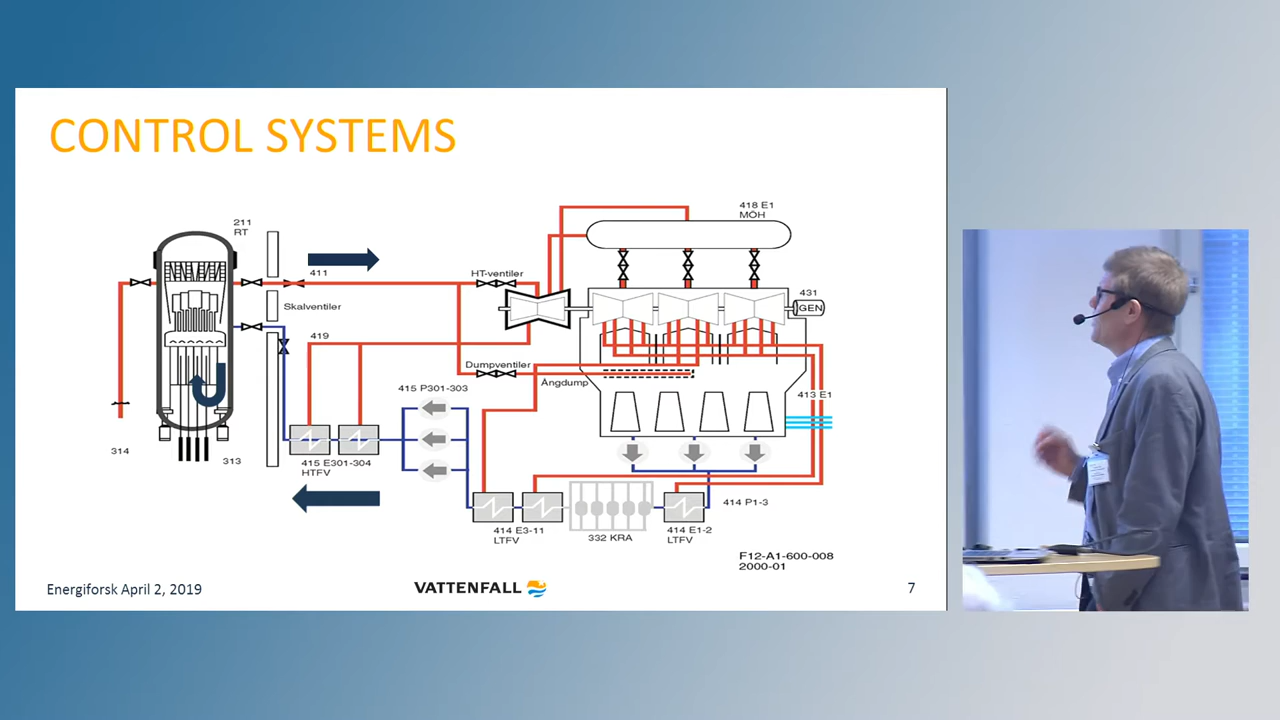 CONTROL SYSTEMS
211
RT
418 E1
MÖH
411
HT-ventiler
431
GEN
Skalventiler
419
Dumpventiler
Ångdump
415 P301-303
413 E1
314
313
415 E301-304
HTFV
414 P1-3
414 E3-11
LTFV
332 KRA
414 E1-2
LTFV
F12-A1-600-008
2000-01
Energiforsk April 2, 2019
VATTENFALL
7